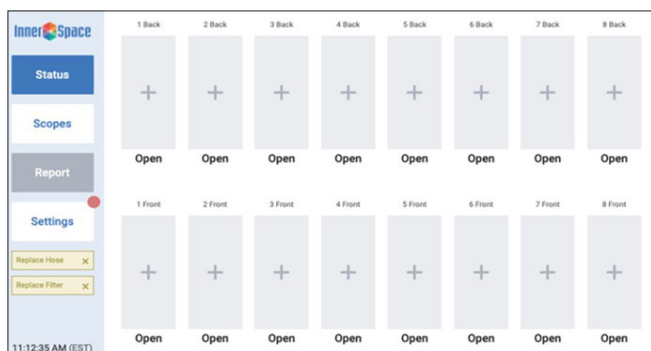 InnerSpace
Status
Scopes
Report
Settings
Replace Hose X
Replace Filter X
11:12:35 AM (EST)
1 Back 2 Back 3 Back 4 Back 5 Back 6 Back 7 Back 8 Back
Open Open Open Open Open Open Open Open
1 Front 2 Front 3 Front 4 Front 5 Front 6 Front 7 Front 8 Front
Open Open Open Open Open Open Open Open